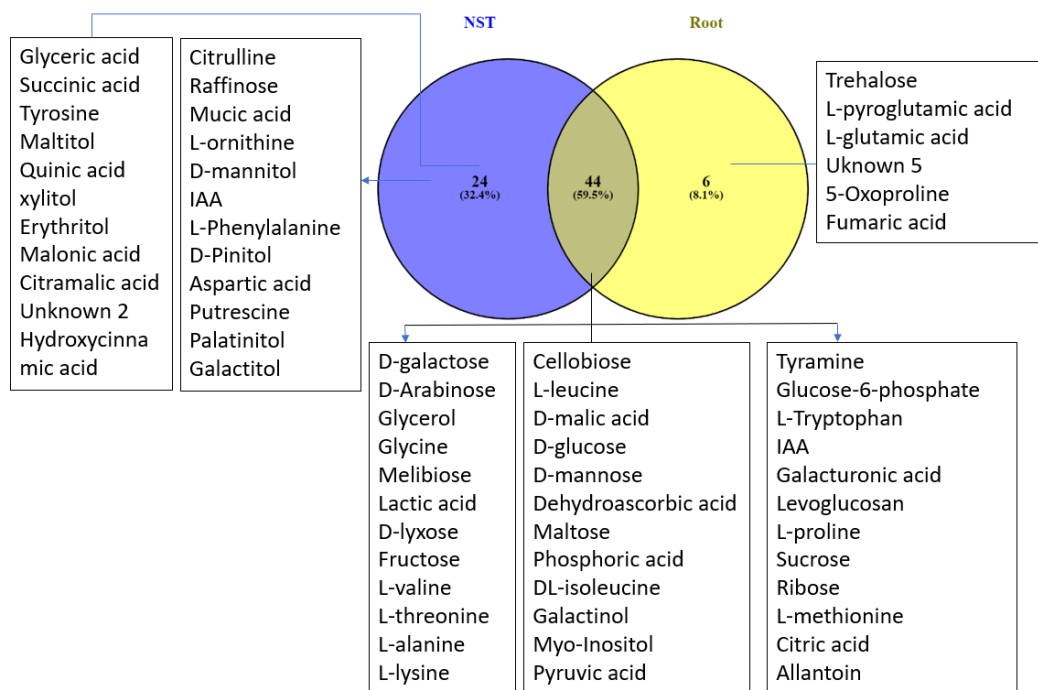 NST
Root
Glyceric acid
Succinic acid
Tyrosine
Maltitol
Quinic acid
xylitol
Erythritol
Malonic acid
Citramalic acid
Unknown 2
Hydroxycinna
mic acid
Citrulline
Raffinose
Mucic acid
L-ornithine
D-mannitol
IAA
L-Phenylalanine
D-Pinitol
Aspartic acid
Putrescine
Palatinitol
Galactitol
24
(32.4%)
44
(59.5%)
6
(8.1%)
Trehalose
L-pyroglutamic acid
L-glutamic acid
Uknown 5
5-Oxoproline
Fumaric acid
D-galactose
D-Arabinose
Glycerol
Glycine
Melibiose
Lactic acid
D-lyxose
Fructose
L-valine
L-threonine
L-alanine
L-lysine
Cellobiose
L-leucine
D-malic acid
D-glucose
D-mannose
Dehydroascorbic acid
Maltose
Phosphoric acid
DL-isoleucine
Galactinol
Myo-Inositol
Pyruvic acid
Tyramine
Glucose-6-phosphate
L-Tryptophan
IAA
Galacturonic acid
Levoglucosan
L-proline
Sucrose
Ribose
L-methionine
Citric acid
Allantoin